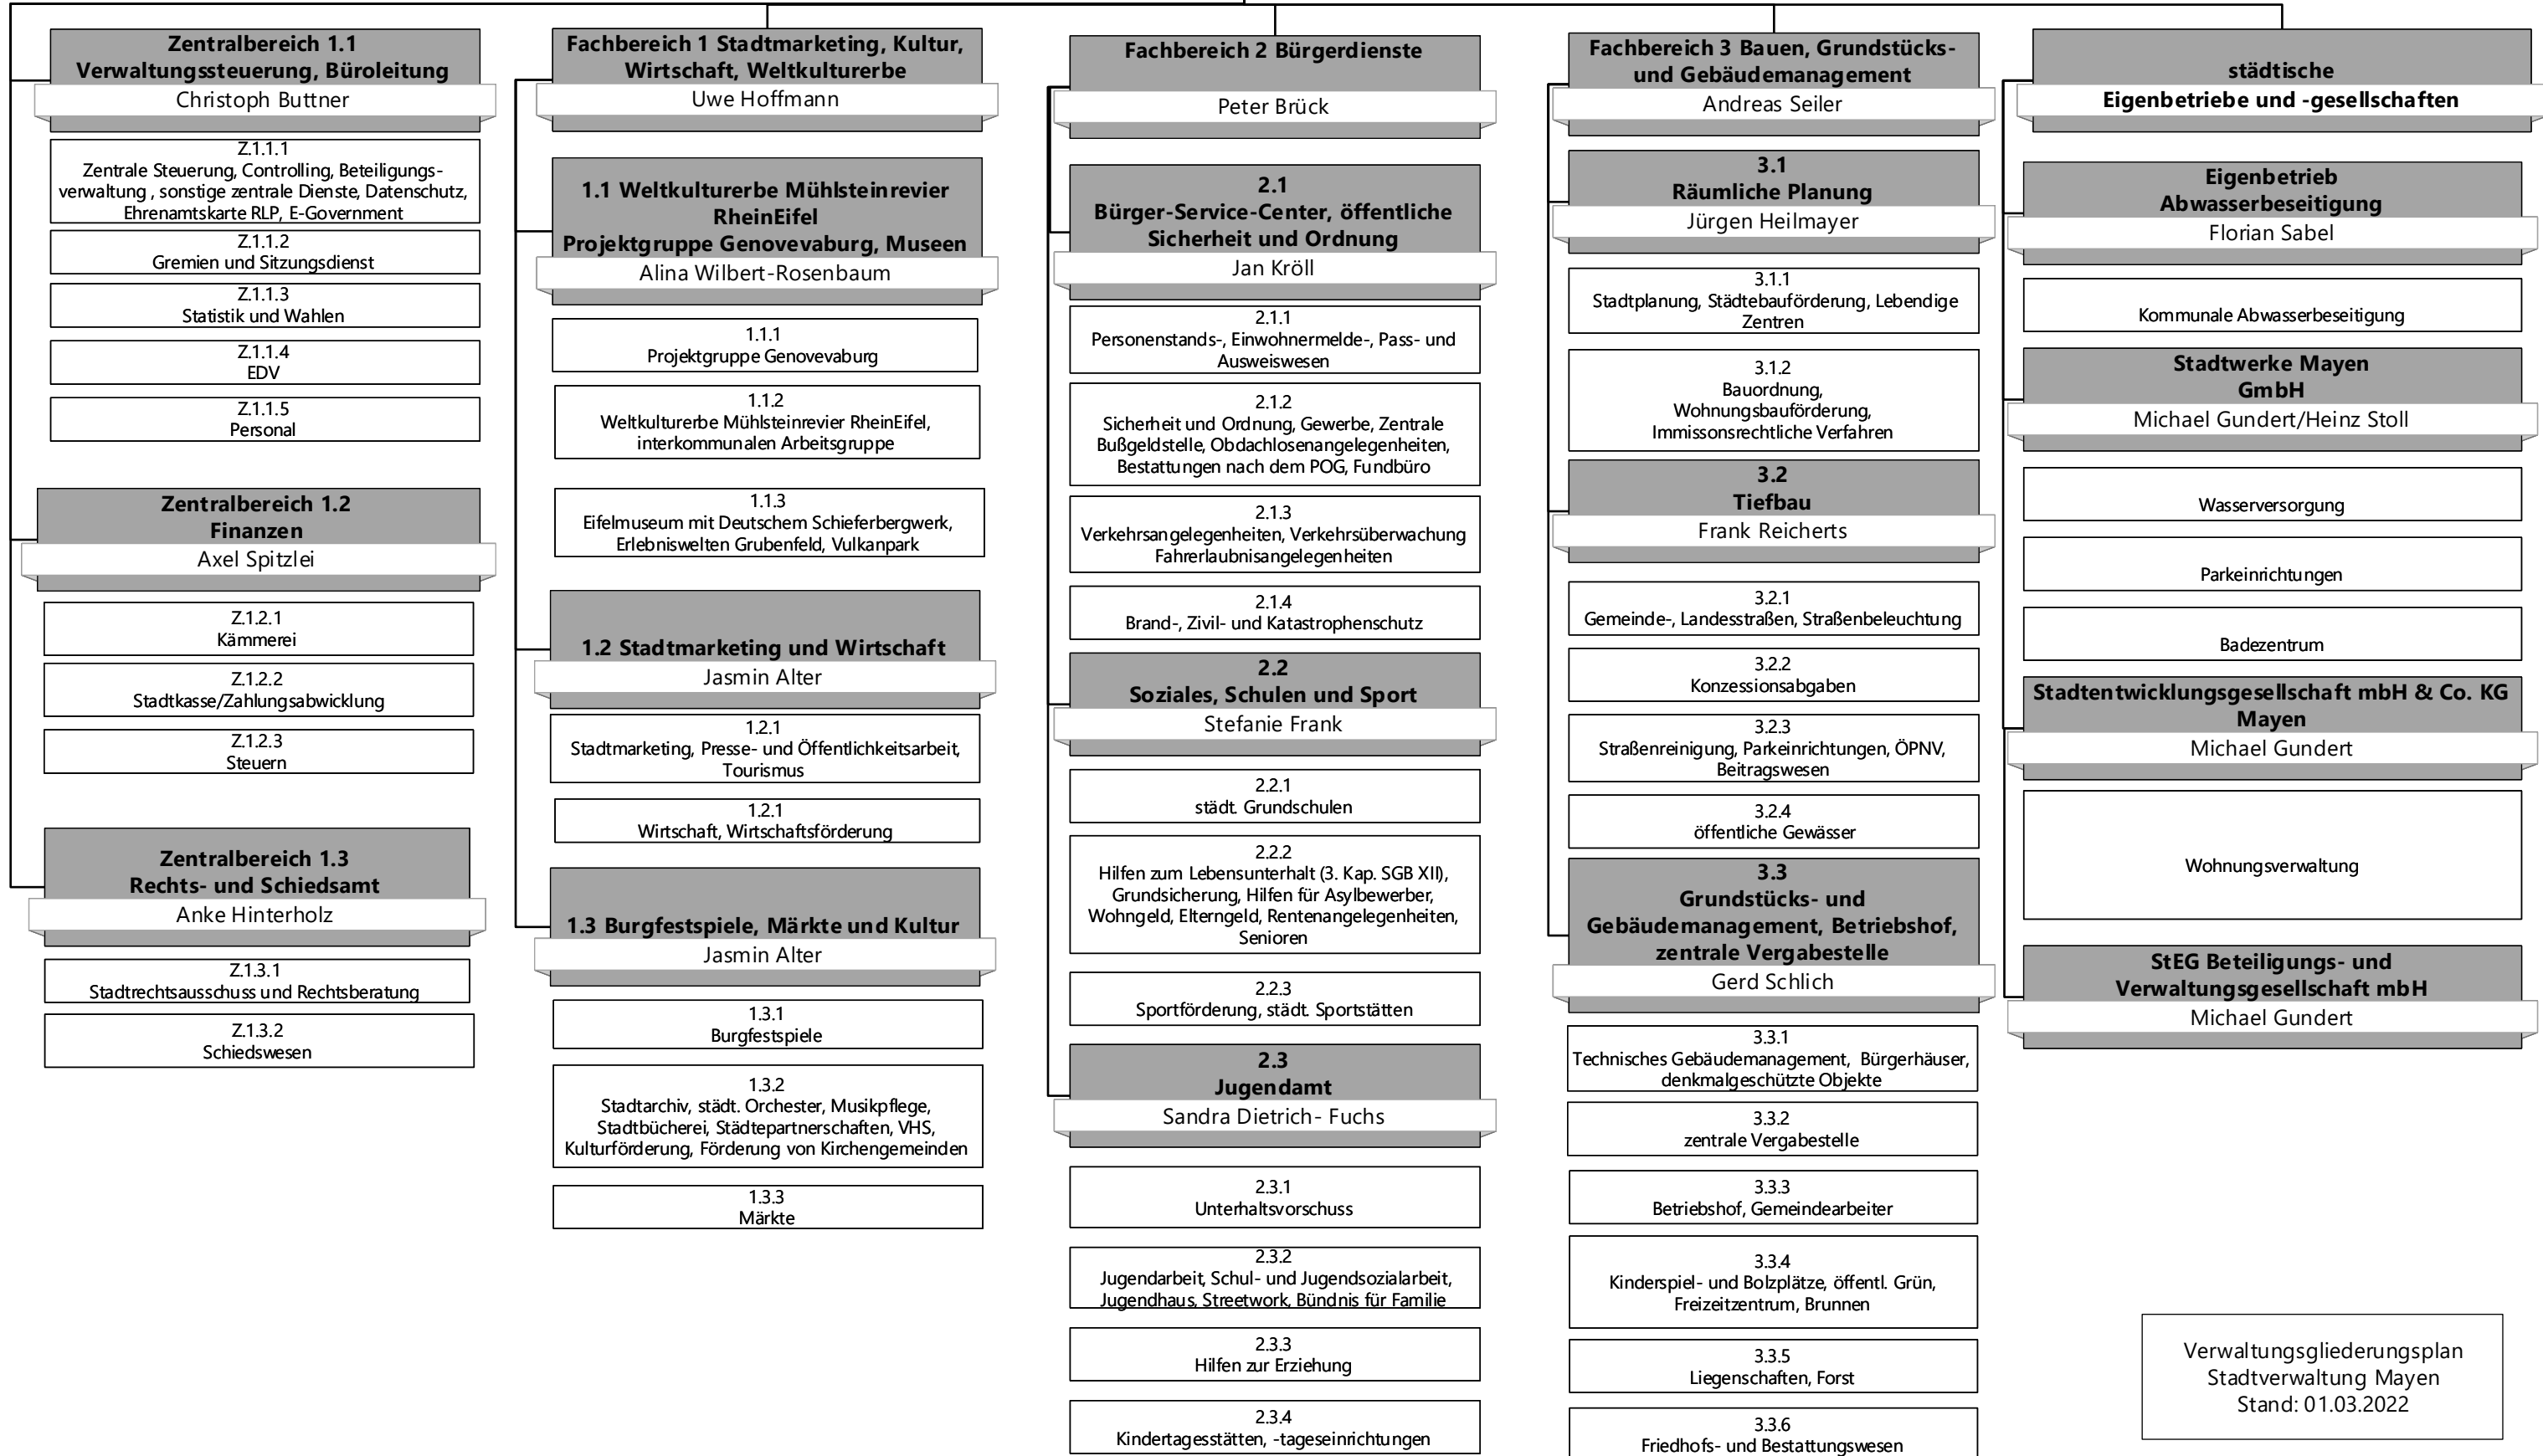 Zentralbereich 1.1
Verwaltungssteuerung, Büroleitung
Christoph Buttner
Z.1.1.1
Zentrale Steuerung, Controlling, Beteiligungs-
verwaltung , sonstige zentrale Dienste, Datenschutz,
Ehrenamtskarte RLP, E-Government
Z.1.1.2
Gremien und Sitzungsdienst
Z.1.1.3
Statistik und Wahlen
Z.1.1.4
EDV
Z.1.1.5
Personal
Zentralbereich 1.2
Finanzen
Axel Spitzlei
Z.1.2.1
Kämmerei
Z.1.2.2
Stadtkasse/Zahlungsabwicklung
Z.1.2.3
Steuern
Zentralbereich 1.3
Rechts- und Schiedsamt
Anke Hinterholz
Z.1.3.1
Stadtrechtsausschuss und Rechtsberatung
Z.1.3.2
Schiedswesen
Fachbereich 1 Stadtmarketing, Kultur,
Wirtschaft, Weltkulturerbe
Uwe Hoffmann
1.1 Weltkulturerbe Mühlsteinrevier
RheinEifel
Projektgruppe Genovevaburg, Museen
Alina Wilbert-Rosenbaum
1.1.1
Projektgruppe Genovevaburg
1.1.2
Weltkulturerbe Mühlsteinrevier RheinEifel,
interkommunalen Arbeitsgruppe
1.1.3
Eifelmuseum mit Deutschem Schieferbergwerk,
Erlebniswelten Grubenfeld, Vulkanpark
1.2 Stadtmarketing und Wirtschaft
Jasmin Alter
1.2.1
Stadtmarketing, Presse- und Öffentlichkeitsarbeit,
Tourismus
1.2.1
Wirtschaft, Wirtschaftsförderung
1.3 Burgfestspiele, Märkte und Kultur
Jasmin Alter
1.3.1
Burgfestspiele
1.3.2
Stadtarchiv, städt. Orchester, Musikpflege,
Stadtbücherei, Städtepartnerschaften, VHS,
Kulturförderung, Förderung von Kirchengemeinden
1.3.3
Märkte
Fachbereich 2 Bürgerdienste
Peter Brück
2.1
Bürger-Service-Center, öffentliche
Sicherheit und Ordnung
Jan Kröll
2.1.1
Personenstands-, Einwohnermelde-, Pass- und
Ausweiswesen
2.1.2
Sicherheit und Ordnung, Gewerbe, Zentrale
Bußgeldstelle, Obdachlosenangelegenheiten,
Bestattungen nach dem POG, Fundbüro
2.1.3
Verkehrsangelegenheiten, Verkehrsüberwachung
Fahrerlaubnisangelegenheiten
2.1.4
Brand-, Zivil- und Katastrophenschutz
2.2
Soziales, Schulen und Sport
Stefanie Frank
2.2.1
städt. Grundschulen
2.2.2
Hilfen zum Lebensunterhalt (3. Kap. SGB XII),
Grundsicherung, Hilfen für Asylbewerber,
Wohngeld, Elterngeld, Rentenangelegenheiten,
Senioren
2.2.3
Sportförderung, städt. Sportstätten
2.3
Jugendamt
Sandra Dietrich- Fuchs
2.3.1
Unterhaltsvorschuss
2.3.2
Jugendarbeit, Schul- und Jugendsozialarbeit,
Jugendhaus, Streetwork, Bündnis für Familie
2.3.3
Hilfen zur Erziehung
2.3.4
Kindertagesstätten, -tageseinrichtungen
Fachbereich 3 Bauen, Grundstücks-
und Gebäudemanagement
Andreas Seiler
3.1
Räumliche Planung
Jürgen Heilmayer
3.1.1
Stadtplanung, Städtebauförderung, Lebendige
Zentren
3.1.2
Bauordnung,
Wohnungsbauförderung,
Immissonsrechtliche Verfahren
3.2
Tiefbau
Frank Reicherts
3.2.1
Gemeinde-, Landesstraßen, Straßenbeleuchtung
3.2.2
Konzessionsabgaben
3.2.3
Straßenreinigung, Parkeinrichtungen, ÖPNV,
Beitragswesen
3.2.4
öffentliche Gewässer
3.3
Grundstücks- und
Gebäudemanagement, Betriebshof,
zentrale Vergabestelle
Gerd Schlich
3.3.1
Technisches Gebäudemanagement, Bürgerhäuser,
denkmalgeschützte Objekte
3.3.2
zentrale Vergabestelle
3.3.3
Betriebshof, Gemeindearbeiter
3.3.4
Kinderspiel- und Bolzplätze, öffentl. Grün,
Freizeitzentrum, Brunnen
3.3.5
Liegenschaften, Forst
3.3.6
Friedhofs- und Bestattungswesen
städtische
Eigenbetriebe und -gesellschaften
Eigenbetrieb
Abwasserbeseitigung
Florian Sabel
Kommunale Abwasserbeseitigung
Stadtwerke Mayen
GmbH
Michael Gundert/Heinz Stoll
Wasserversorgung
Parkeinrichtungen
Badezentrum
Stadtentwicklungsgesellschaft mbH & Co. KG
Mayen
Michael Gundert
Wohnungsverwaltung
StEG Beteiligungs- und
Verwaltungsgesellschaft mbH
Michael Gundert
Verwaltungsgliederungsplan
Stadtverwaltung Mayen
Stand: 01.03.2022